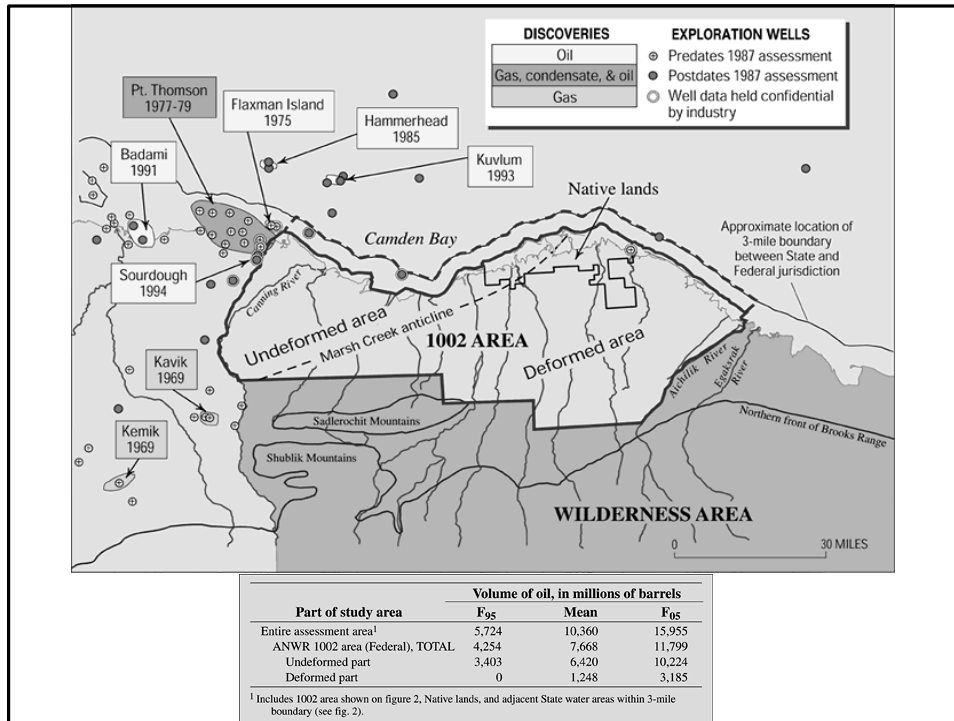 DISCOVERIES
Oil
Gas, condensate, & oil
Gas
EXPLORATION WELLS
Predates 1987 assessment
Postdates 1987 assessment
Well data held confidential
by industry
Pt. Thomson
1977-79
Flaxman Island
1975
Hammerhead
1985
Badami
1991
Kuvlum
1993
Native lands
Camden Bay
Approximate location of
3-mile boundary
between State and
Federal jurisdiction
Sourdough
1994
Canning River
Undeformed area
Marsh Creek anticline
1002 AREA
Deformed area
Aichilik River
Egaksrak
River
Kavik
1969
Sadlerochit Mountains
Northern front of Brooks Range
Kemik
1969
Shublik Mountains
WILDERNESS AREA
0 30 MILES
Volume of oil, in millions of barrels
Part of study area F95 Mean F05
Entire assessment area1 5,724 10,360 15,955
ANWR 1002 area (Federal), TOTAL 4,254 7,668 11,799
Undeformed part 3,403 6,420 10,224
Deformed part 0 1,248 3,185
1 Includes 1002 area shown on figure 2, Native lands, and adjacent State water areas within 3-mile
boundary (see fig. 2).